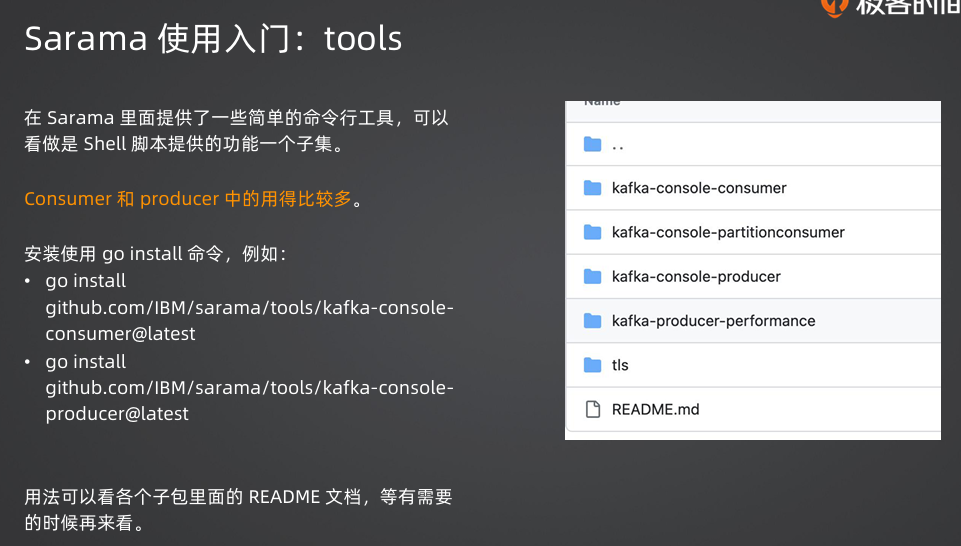 极客时间
Sarama 使用入门：tools
在 Sarama 里面提供了一些简单的命令行工具，可以
看做是 Shell 脚本提供的功能一个子集。
Consumer 和 producer 中的用得比较多。
安装使用 go install 命令，例如：
• go install
github.com/IBM/sarama/tools/kafka-console-
consumer@latest
• go install
github.com/IBM/sarama/tools/kafka-console-
producer@latest
用法可以看各个子包里面的 README 文档，等有需要
的时候再来看。
Name
..
kafka-console-consumer
kafka-console-partitionconsumer
kafka-console-producer
kafka-producer-performance
tls
README.md